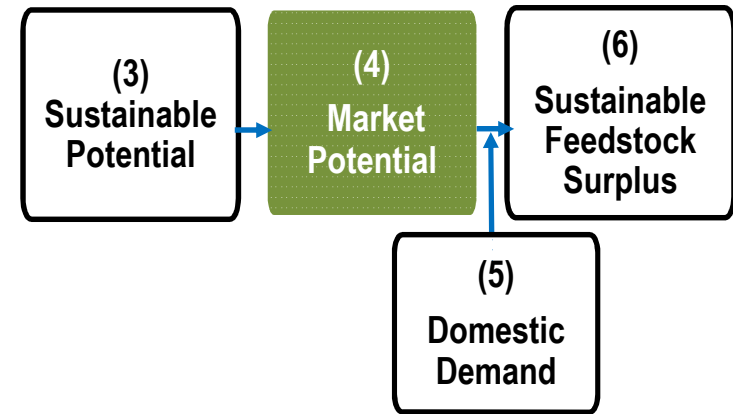 (3)
Sustainable
Potential
(4)
Market
Potential
(6)
Sustainable
Feedstock
Surplus
(5)
Domestic
Demand